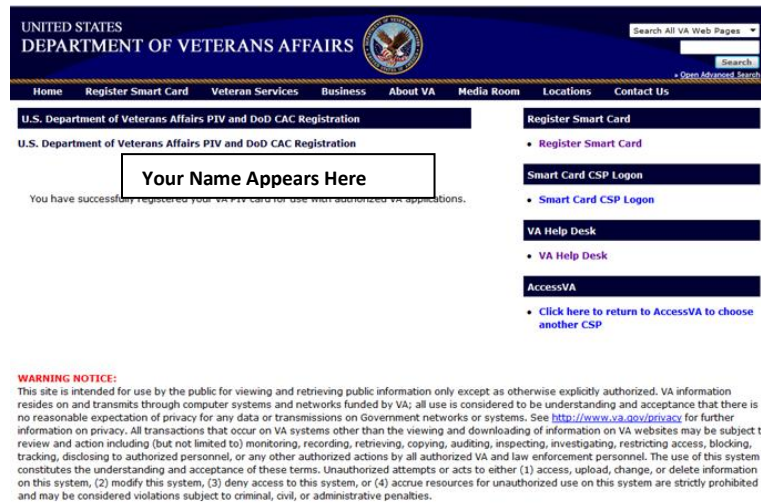 UNITED STATES
DEPARTMENT OF VETERANS AFFAIRS
Search All VA Web Pages
Search
» Open Advanced Search
Home Register Smart Card Veteran Services Business About VA Media Room Locations Contact Us
U.S. Department of Veterans Affairs PIV and DoD CAC Registration
U.S. Department of Veterans Affairs PIV and DoD CAC Registration
Your Name Appears Here
You have successfully registered your VA PIV card for use with authorized VA applications.
Register Smart Card
• Register Smart Card
Smart Card CSP Logon
• Smart Card CSP Logon
VA Help Desk
• VA Help Desk
AccessVA
• Click here to return to AccessVA to choose
another CSP
WARNING NOTICE:
This site is intended for use by the public for viewing and retrieving public information only except as otherwise explicitly authorized. VA information
resides on and transmits through computer systems and networks funded by VA; all use is considered to be understanding and acceptance that there is
no reasonable expectation of privacy for any data or transmissions on Government networks or systems. See http://www.va.gov/privacy for further
information on privacy. All transactions that occur on VA systems other than the viewing and downloading of information on VA websites may be subject t
review and action including (but not limited to) monitoring, recording, retrieving, copying, auditing, inspecting, investigating, restricting access, blocking,
tracking, disclosing to authorized personnel, or any other authorized actions by all authorized VA and law enforcement personnel. The use of this system
constitutes the understanding and acceptance of these terms. Unauthorized attempts or acts to either (1) access, upload, change, or delete information
on this system, (2) modify this system, (3) deny access to this system, or (4) accrue resources for unauthorized use on this system are strictly prohibited
and may be considered violations subject to criminal, civil, or administrative penalties.